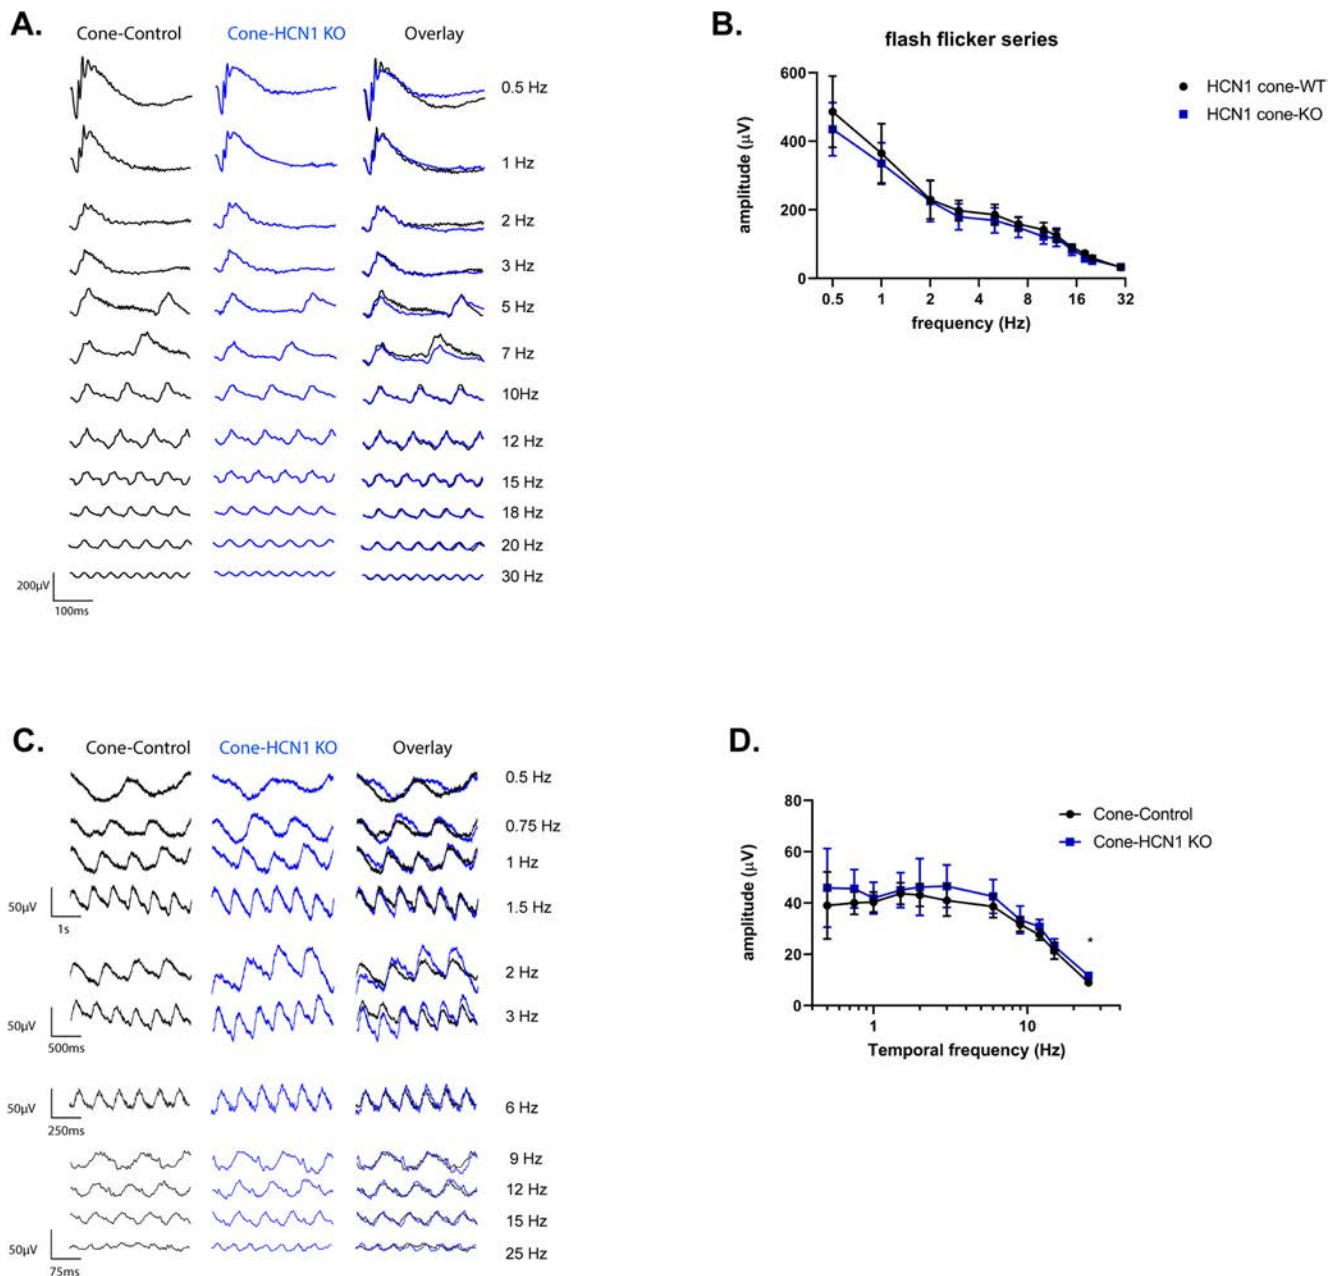 A.
Cone-Control Cone-HCN1 KO Overlay
0.5 Hz
1 Hz
2 Hz
3 Hz
5 Hz
7 Hz
10Hz
12 Hz
15 Hz
18 Hz
20 Hz
30 Hz
200μV
100ms
B.
flash flicker series
HCN1 cone-WT
HCN1 cone-KO
amplitude (μV)
600
400
200
0
0.5 1 2 4 8 16 32
frequency (Hz)
C.
Cone-Control Cone-HCN1 KO Overlay
0.5 Hz
0.75 Hz
1 Hz
1.5 Hz
50μV
1s
2 Hz
3 Hz
50μV
500ms
6 Hz
50μV
250ms
9 Hz
12 Hz
15 Hz
25 Hz
50μV
75ms
D.
Cone-Control
Cone-HCN1 KO
amplitude (μV)
80
60
40
20
0
*
1 10
Temporal frequency (Hz)